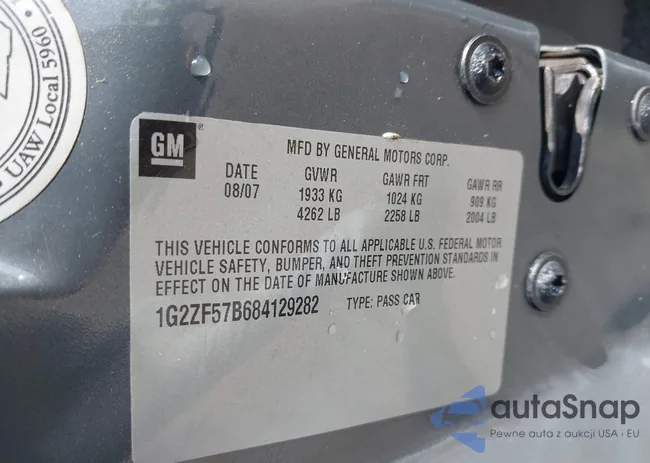 UAW Local 5960
GM ®
MFD BY GENERAL MOTORS CORP.
DATE GVWR GAWR FRT GAWR RR
08/07 1933 KG 1024 KG 909 KG
4262 LB 2258 LB 2004 LB
THIS VEHICLE CONFORMS TO ALL APPLICABLE U.S. FEDERAL MOTOR
VEHICLE SAFETY, BUMPER, AND THEFT PREVENTION STANDARDS IN
EFFECT ON THE DATE OF MANUFACTURE SHOWN ABOVE.
1G2ZF57B684129282 TYPE: PASS CAR
autaSnap
Pewne auta z aukcji USA i EU